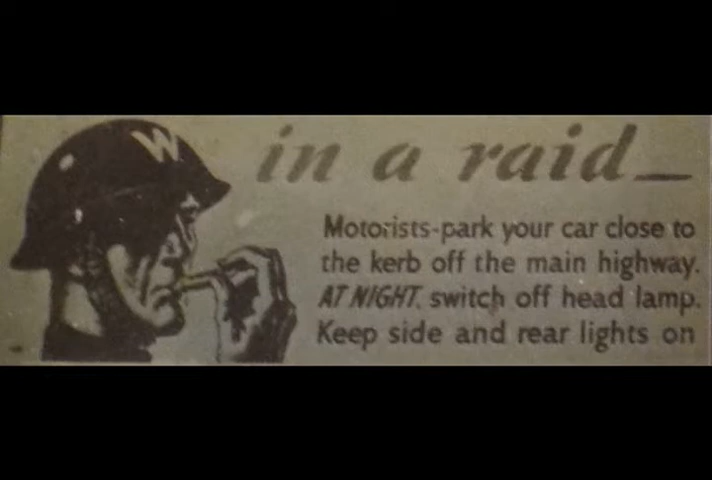 W
in a raid—
Motorists-park your car close to
the kerb off the main highway.
AT NIGHT, switch off head lamp.
Keep side and rear lights on